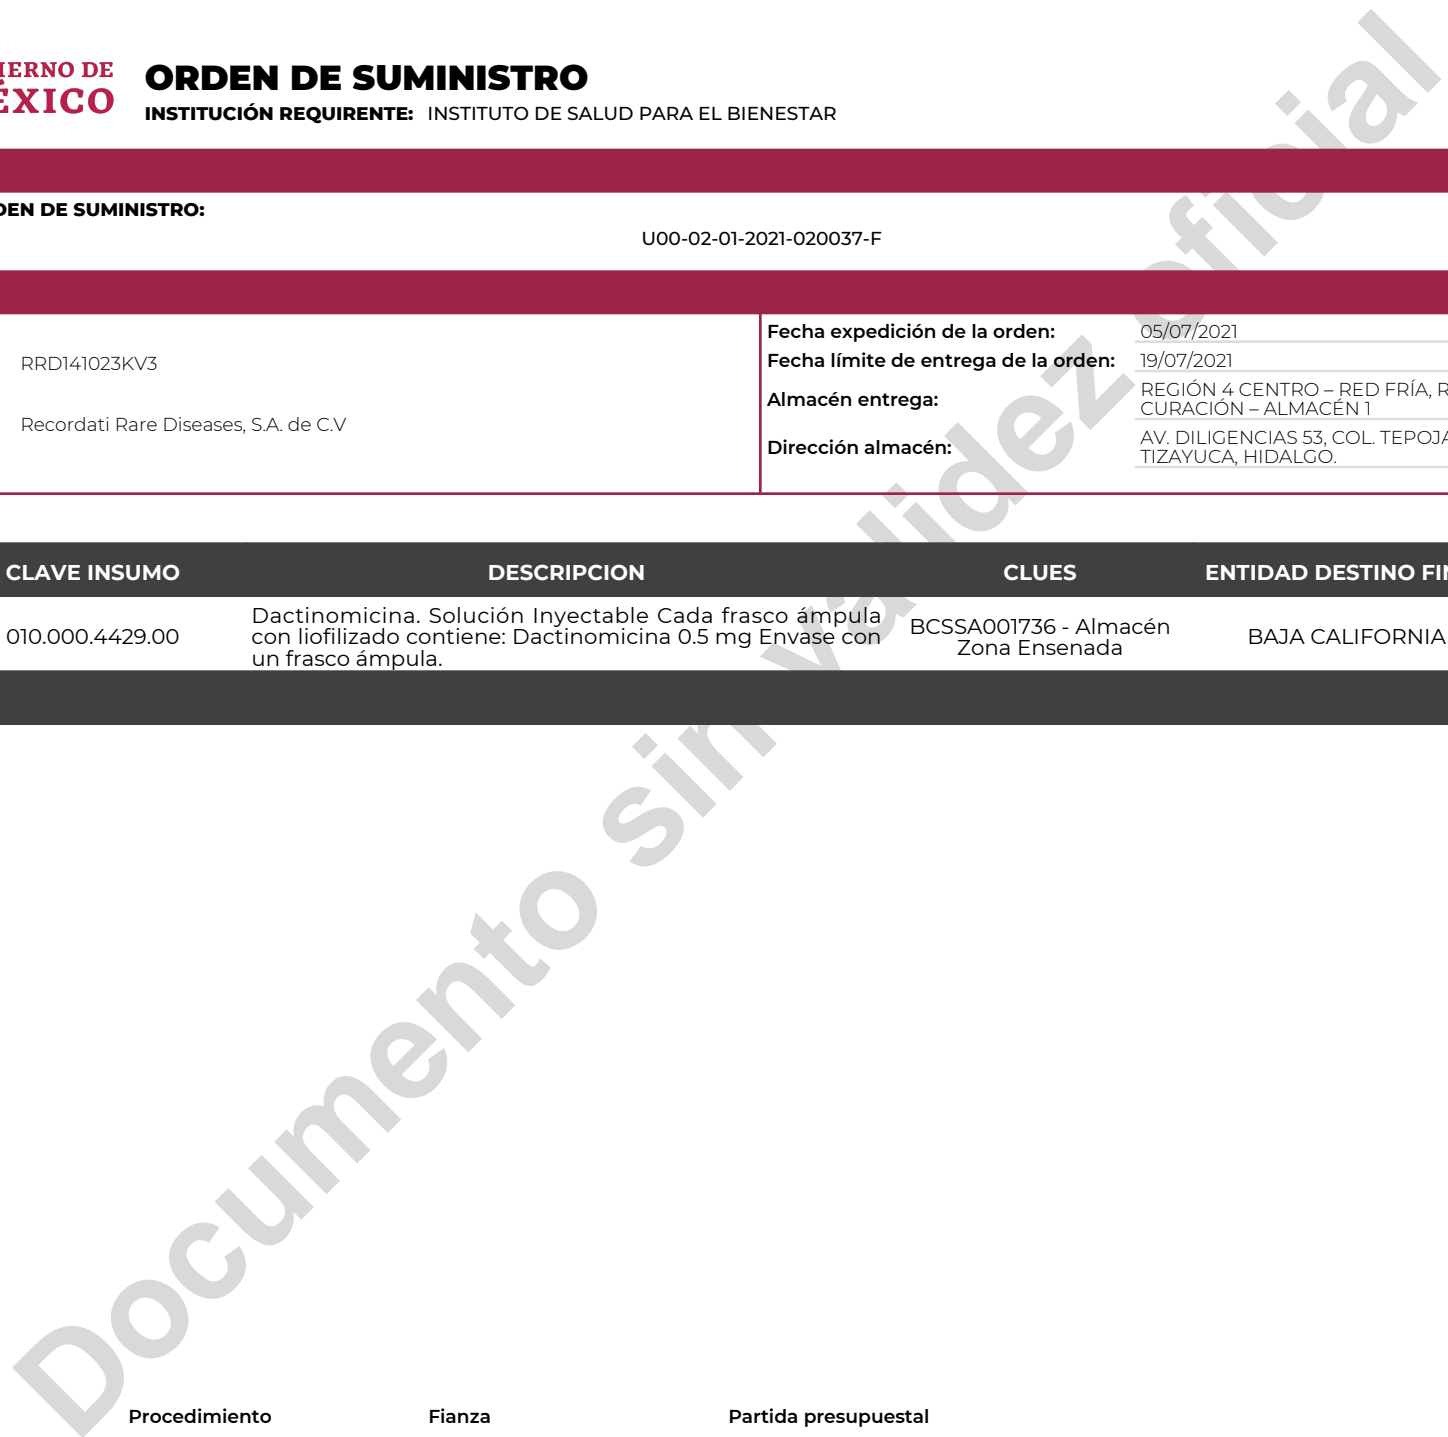 IERNO DE
ÉXICO
ORDEN DE SUMINISTRO
INSTITUCIÓN REQUIRENTE: INSTITUTO DE SALUD PARA EL BIENESTAR
DEN DE SUMINISTRO:
U00-02-01-2021-020037-F
RRD141023KV3
Recordati Rare Diseases, S.A. de C.V
Fecha expedición de la orden: 05/07/2021
Fecha límite de entrega de la orden: 19/07/2021
Almacén entrega: REGIÓN 4 CENTRO – RED FRÍA, R
CURACIÓN – ALMACÉN 1
Dirección almacén: AV. DILIGENCIAS 53, COL. TEPOJA
TIZAYUCA, HIDALGO.
CLAVE INSUMO DESCRIPCION CLUES ENTIDAD DESTINO FIN
010.000.4429.00
Dactinomicina. Solución Inyectable Cada frasco ámpula
con liofilizado contiene: Dactinomicina 0.5 mg Envase con
un frasco ámpula.
BCSSA001736 - Almacén
Zona Ensenada
BAJA CALIFORNIA
Documento sin validez oficial
Procedimiento Fianza Partida presupuestal